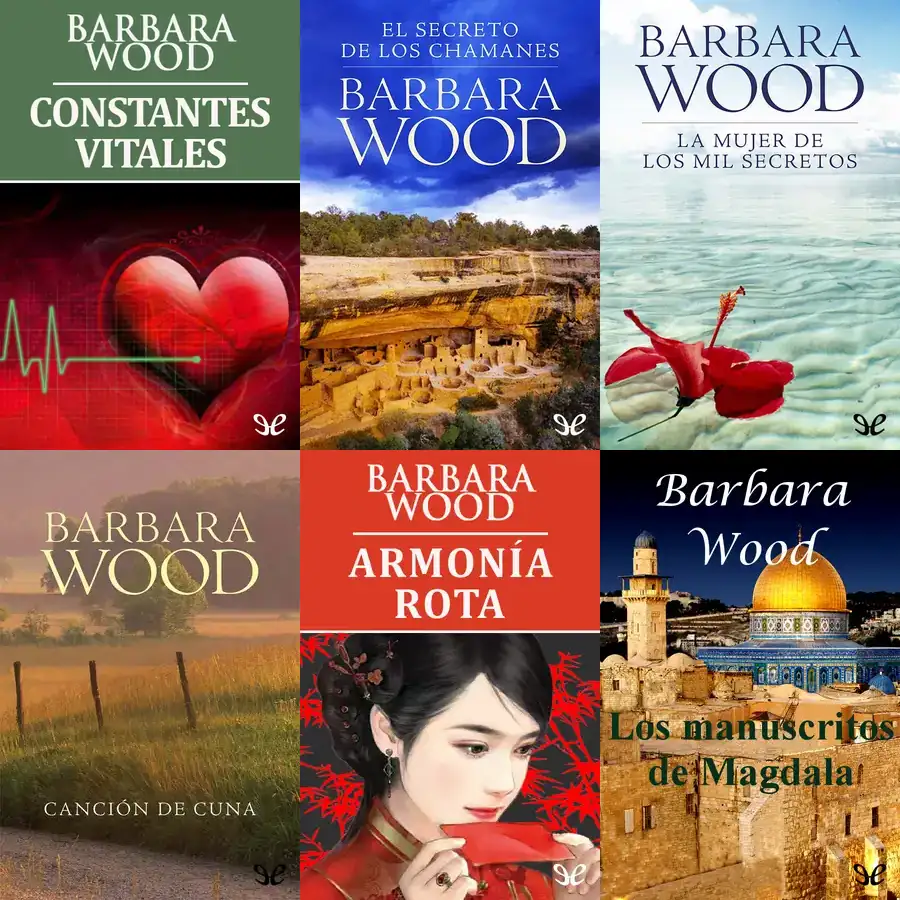 BARBARA
WOOD
CONSTANTES
VITALES
EL SECRETO
DE LOS CHAMANES
BARBARA
WOOD
BARBARA
WOOD
LA MUJER DE
LOS MIL SECRETOS
BARBARA
WOOD
CANCIÓN DE CUNA
BARBARA
WOOD
ARMONÍA
ROTA
Barbara
Wood
Los manuscritos
de Magdala